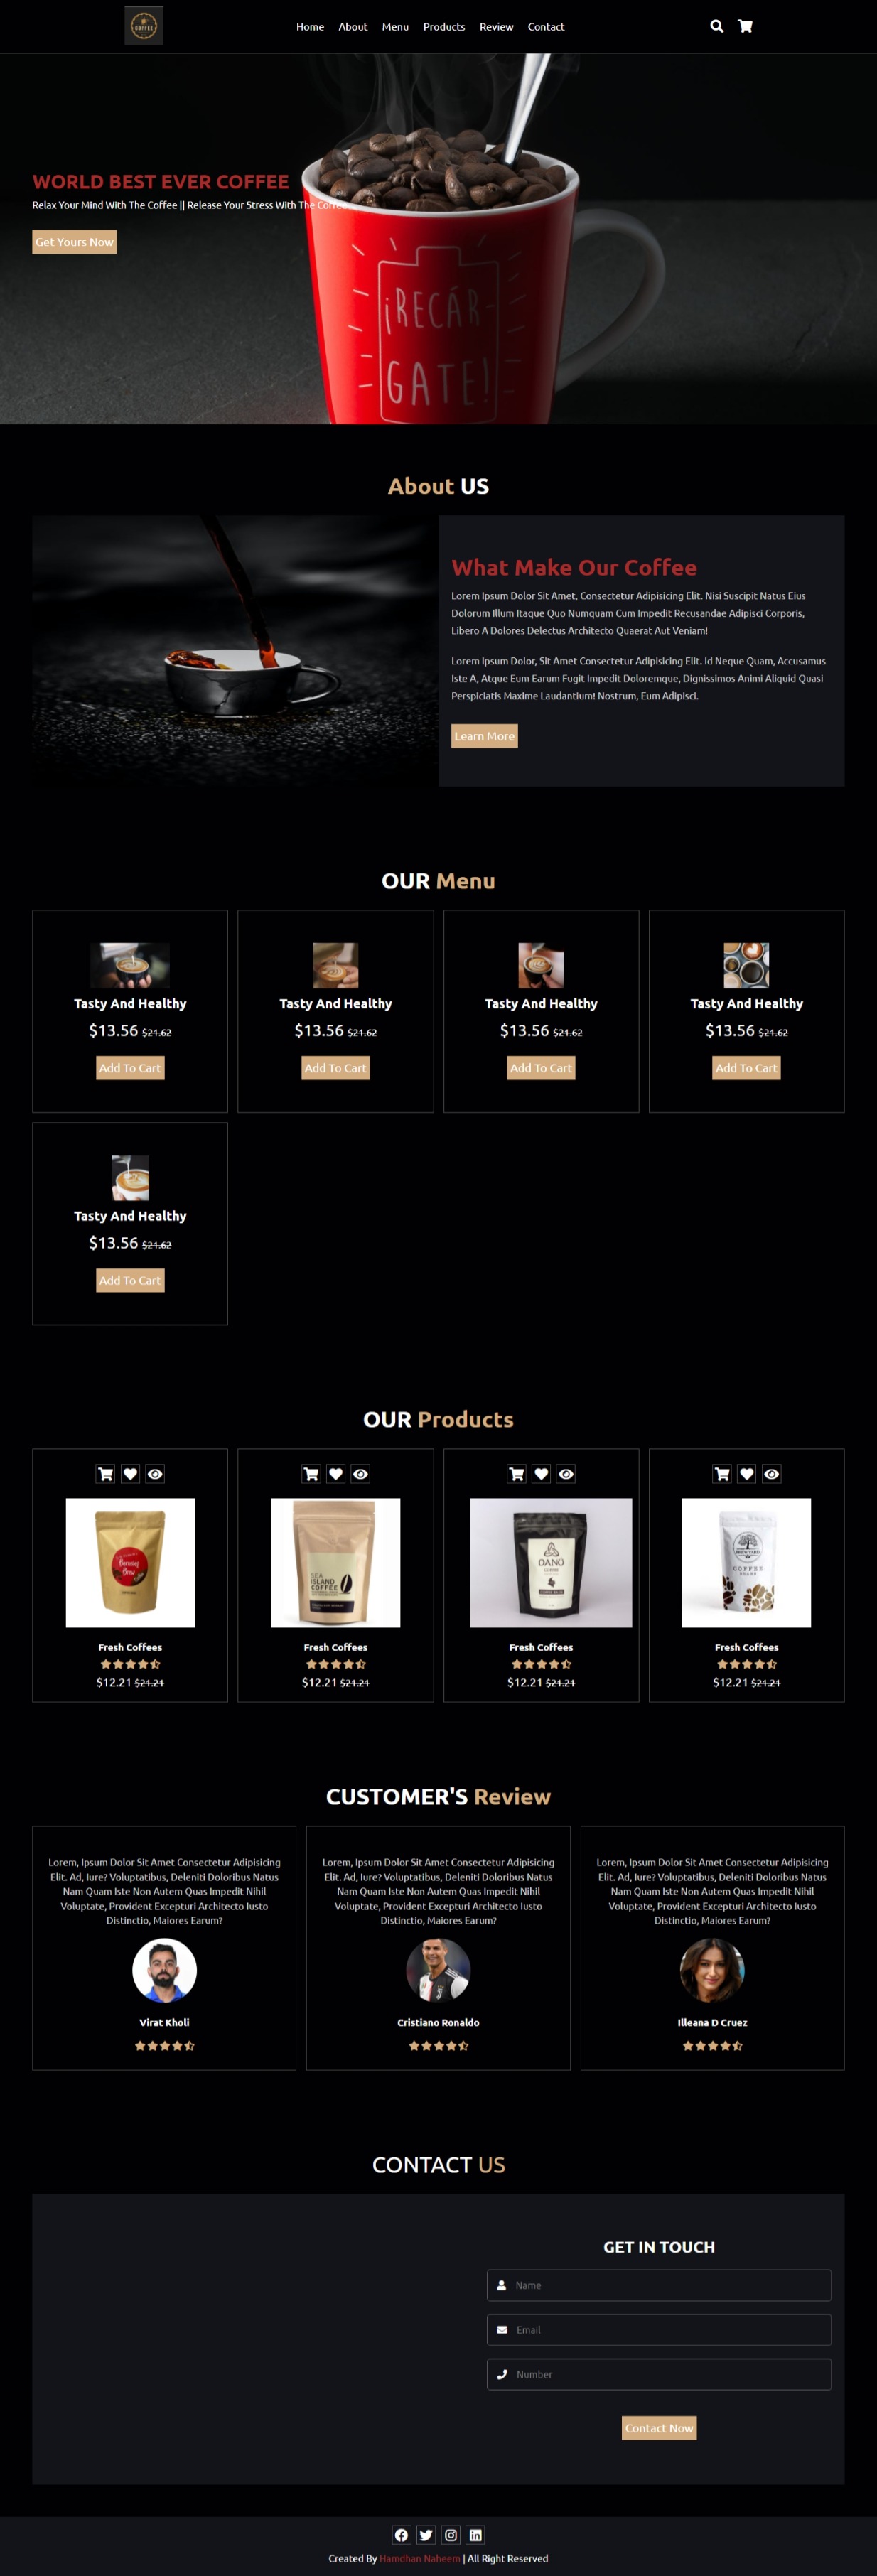 COFFEE
Home About Menu Products Review Contact
WORLD BEST EVER COFFEE
Relax Your Mind With The Coffee || Release Your Stress With The Coffee
Get Yours Now
¡RECÁR-
GATE!
About US
What Make Our Coffee
Lorem Ipsum Dolor Sit Amet, Consectetur Adipisicing Elit. Nisi Suscipit Natus Eius
Dolorum Illum Itaque Quo Numquam Cum Impedit Recusandae Adipisci Corporis,
Libero A Dolores Delectus Architecto Quaerat Aut Veniam!
Lorem Ipsum Dolor, Sit Amet Consectetur Adipisicing Elit. Id Neque Quam, Accusamus
Iste A, Atque Eum Earum Fugit Impedit Doloremque, Dignissimos Animi Aliquid Quasi
Perspiciatis Maxime Laudantium! Nostrum, Eum Adipisci.
Learn More
OUR Menu
Tasty And Healthy
$13.56 $21.62
Add To Cart
Tasty And Healthy
$13.56 $21.62
Add To Cart
Tasty And Healthy
$13.56 $21.62
Add To Cart
Tasty And Healthy
$13.56 $21.62
Add To Cart
Tasty And Healthy
$13.56 $21.62
Add To Cart
OUR Products
Fresh Coffees
$12.21 $21.21
SEA
ISLAND
COFFEE
Fresh Coffees
$12.21 $21.21
DANÖ
Fresh Coffees
$12.21 $21.21
COFFEE
Fresh Coffees
$12.21 $21.21
CUSTOMER'S Review
Lorem, Ipsum Dolor Sit Amet Consectetur Adipisicing
Elit. Ad, Iure? Voluptatibus, Deleniti Doloribus Natus
Nam Quam Iste Non Autem Quas Impedit Nihil
Voluptate, Provident Excepturi Architecto Iusto
Distinctio, Maiores Earum?
Virat Kholi
Lorem, Ipsum Dolor Sit Amet Consectetur Adipisicing
Elit. Ad, Iure? Voluptatibus, Deleniti Doloribus Natus
Nam Quam Iste Non Autem Quas Impedit Nihil
Voluptate, Provident Excepturi Architecto Iusto
Distinctio, Maiores Earum?
Cristiano Ronaldo
Lorem, Ipsum Dolor Sit Amet Consectetur Adipisicing
Elit. Ad, Iure? Voluptatibus, Deleniti Doloribus Natus
Nam Quam Iste Non Autem Quas Impedit Nihil
Voluptate, Provident Excepturi Architecto Iusto
Distinctio, Maiores Earum?
Illeana D Cruez
CONTACT US
GET IN TOUCH
Name
Email
Number
Contact Now
Created By Hamdhan Naheem | All Right Reserved